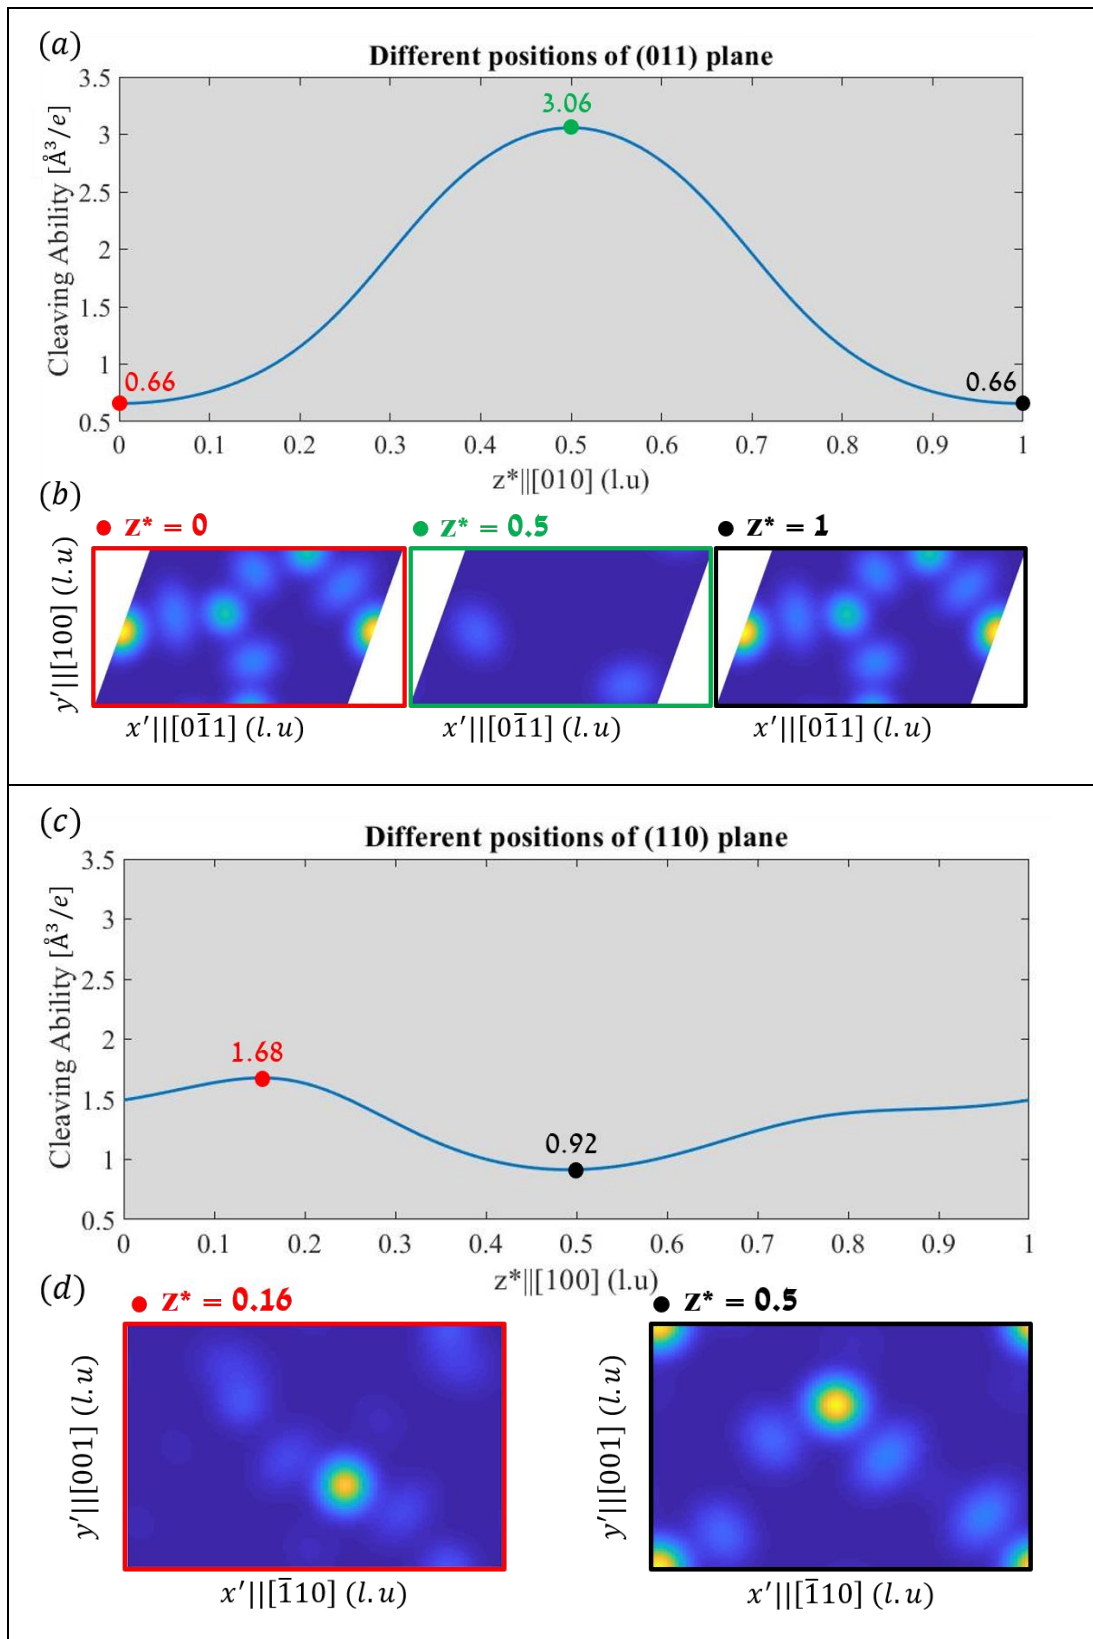 (a)
Different positions of (011) plane
Cleaving Ability [Å³/e]
3.5
3
2.5
2
1.5
1
0.5
3.06
0.66
0.66
0 0.1 0.2 0.3 0.4 0.5 0.6 0.7 0.8 0.9 1
z*||[010] (l.u)
(b)
z* = 0
z* = 0.5
z* = 1
y′||[100] (l.u)
x′||[01̅1] (l.u)
x′||[01̅1] (l.u)
x′||[01̅1] (l.u)
(c)
Different positions of (110) plane
Cleaving Ability [Å³/e]
3.5
3
2.5
2
1.5
1
0.5
1.68
0.92
0 0.1 0.2 0.3 0.4 0.5 0.6 0.7 0.8 0.9 1
z*||[100] (l.u)
(d)
z* = 0.16
z* = 0.5
y′||[001] (l.u)
y′||[001] (l.u)
x′||[1̅10] (l.u)
x′||[1̅10] (l.u)